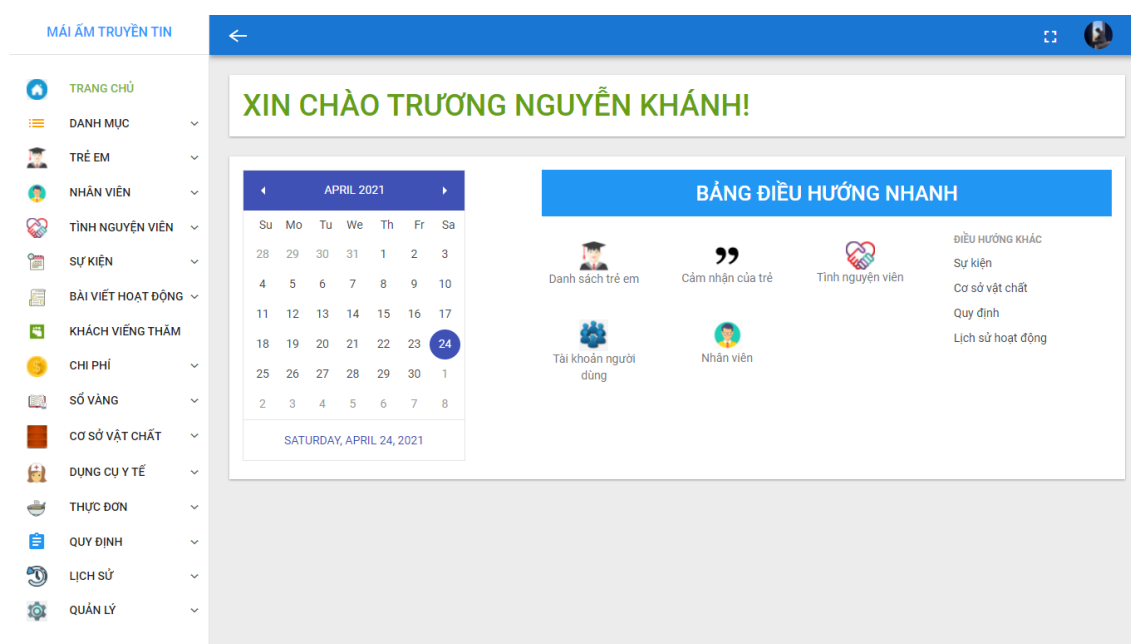 MÁI ẤM TRUYỀN TIN
TRANG CHỦ
DANH MỤC
TRẺ EM
NHÂN VIÊN
TÌNH NGUYỆN VIÊN
SỰ KIỆN
BÀI VIẾT HOẠT ĐỘNG
KHÁCH VIẾNG THĂM
CHI PHÍ
SỔ VÀNG
CƠ SỞ VẬT CHẤT
DỤNG CỤ Y TẾ
THỰC ĐƠN
QUY ĐỊNH
LỊCH SỬ
QUẢN LÝ
XIN CHÀO TRƯƠNG NGUYỄN KHÁNH!
APRIL 2021
Su Mo Tu We Th Fr Sa
28 29 30 31 1 2 3
4 5 6 7 8 9 10
11 12 13 14 15 16 17
18 19 20 21 22 23 24
25 26 27 28 29 30 1
2 3 4 5 6 7 8
SATURDAY, APRIL 24, 2021
BẢNG ĐIỀU HƯỚNG NHANH
Danh sách trẻ em
Cảm nhận của trẻ
Tình nguyện viên
Tài khoản người
dùng
Nhân viên
ĐIỀU HƯỚNG KHÁC
Sự kiện
Cơ sở vật chất
Quy định
Lịch sử hoạt động